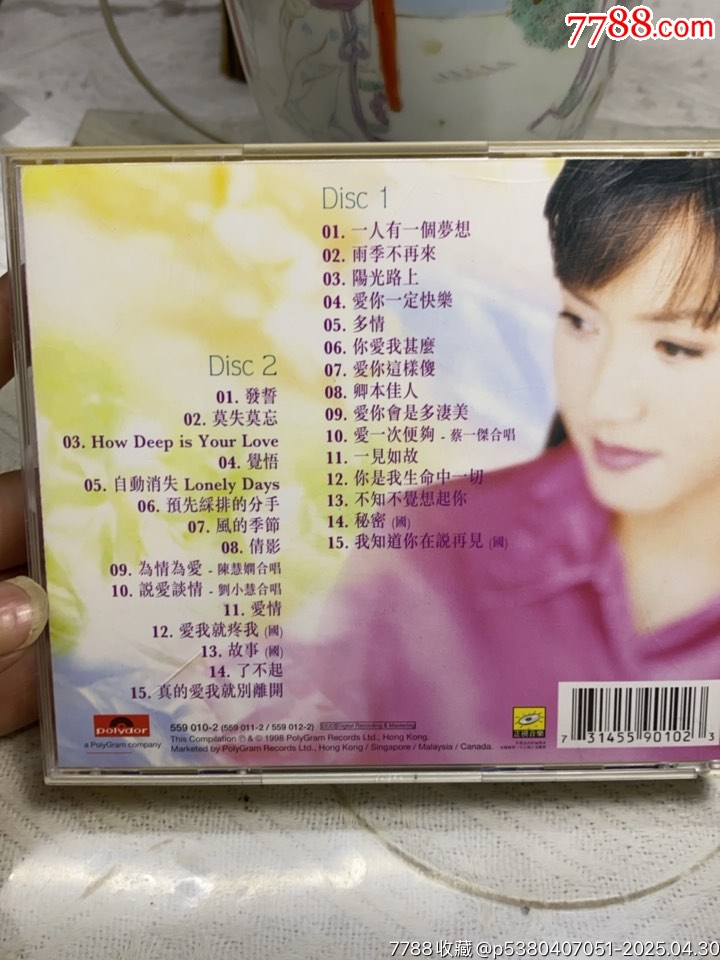 7788.com
Disc 1
01. 一人有一個夢想
02. 雨季不再來
03. 陽光路上
04. 愛你一定快樂
05. 多情
06. 你愛我甚麼
07. 愛你這樣傻
08. 卿本佳人
09. 愛你會是多淒美
10. 愛一次便夠 - 蔡一傑合唱
11. 一見如故
12. 你是我生命中一切
13. 不知不覺想起你
14. 秘密 (國)
15. 我知道你在説再見 (國)
Disc 2
01. 發誓
02. 莫失莫忘
03. How Deep is Your Love
04. 覺悟
05. 自動消失 Lonely Days
06. 預先綵排的分手
07. 風的季節
08. 倩影
09. 為情為愛 - 陳慧嫻合唱
10. 説愛談情 - 劉小慧合唱
11. 愛情
12. 愛我就疼我 (國)
13. 故事 (國)
14. 了不起
15. 真的愛我就別離開
polydor
a PolyGram company
559 010-2 (559 011-2 / 559 012-2) DDD Digital Recording & Mastering
This Compilation ℗ & © 1998 PolyGram Records Ltd., Hong Kong.
Marketed by PolyGram Records Ltd., Hong Kong / Singapore / Malaysia / Canada.
正視音樂
7 31455 90102 3
7788收藏 @p5380407051-2025.04.30